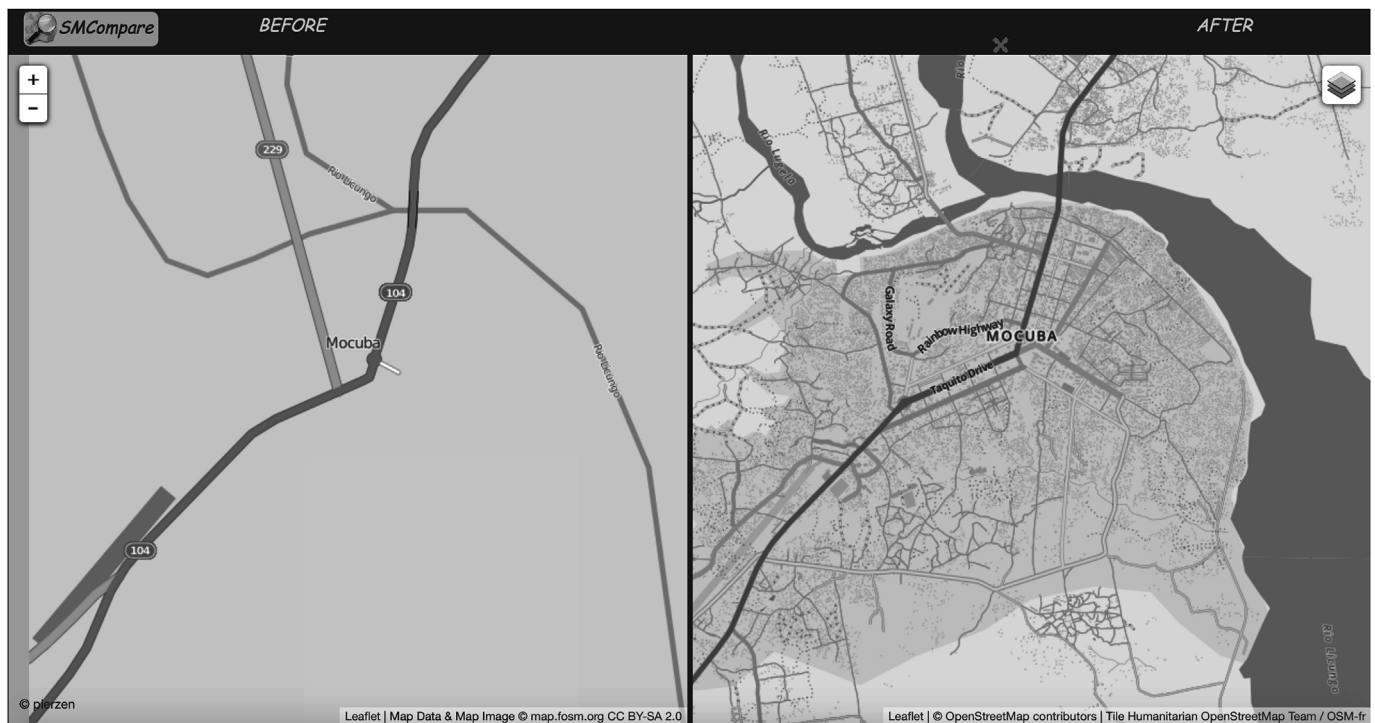 SMCompare
BEFORE
AFTER
+
−
229
Rio Licungo
104
Mocuba
Rio Licungo
104
© pierzen
Leaflet | Map Data & Map Image © map.fosm.org CC BY-SA 2.0
Rio
Rio Lugela
Galaxy Road
Rainbow Highway
MOCUBA
Taquito Drive
Rio Licungo
Leaflet | © OpenStreetMap contributors | Tile Humanitarian OpenStreetMap Team / OSM-fr